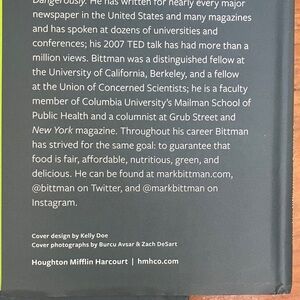 Dangerously. He has written for nearly every major
newspaper in the United States and many magazines
and has spoken at dozens of universities and
conferences; his 2007 TED talk has had more than a
million views. Bittman was a distinguished fellow at
the University of California, Berkeley, and a fellow
at the Union of Concerned Scientists; he is a faculty
member of Columbia University's Mailman School of
Public Health and a columnist at Grub Street and
New York magazine. Throughout his career Bittman
has strived for the same goal: to guarantee that
food is fair, affordable, nutritious, green, and
delicious. He can be found at markbittman.com,
@bittman on Twitter, and @markbittman on
Instagram.
Cover design by Kelly Doe
Cover photographs by Burcu Avsar & Zach DeSart
Houghton Mifflin Harcourt | hmhco.com